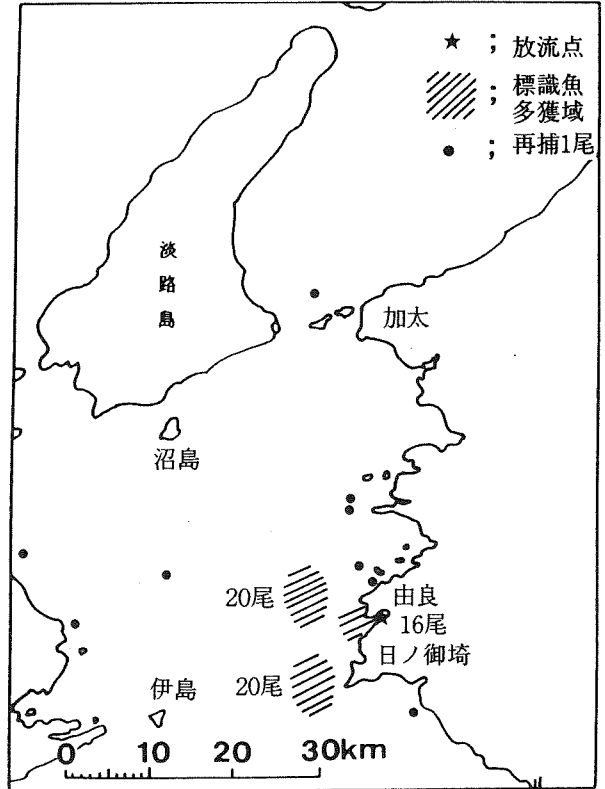 ★ ; 放流点
; 標識魚
多獲域
● ; 再捕1尾
淡路島
加太
沼島
由良
20尾
16尾
日ノ御埼
20尾
伊島
0 10 20 30km